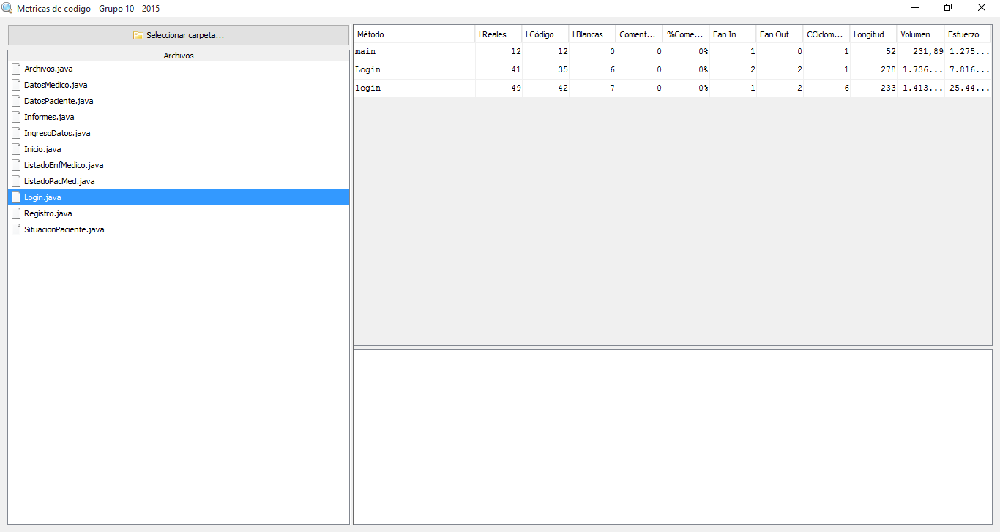 Metricas de codigo - Grupo 10 - 2015
Seleccionar carpeta...
Archivos
Archivos.java
DatosMedico.java
DatosPaciente.java
Informes.java
IngresoDatos.java
Inicio.java
ListadoEnfMedico.java
ListadoPacMed.java
Login.java
Registro.java
SituacionPaciente.java
Método LReales LCódigo LBlancas Coment... %Come... Fan In Fan Out CCiclom... Longitud Volumen Esfuerzo
main 12 12 0 0 0% 1 0 1 52 231,89 1.275...
Login 41 35 6 0 0% 2 2 1 278 1.736... 7.816...
login 49 42 7 0 0% 1 2 6 233 1.413... 25.44...